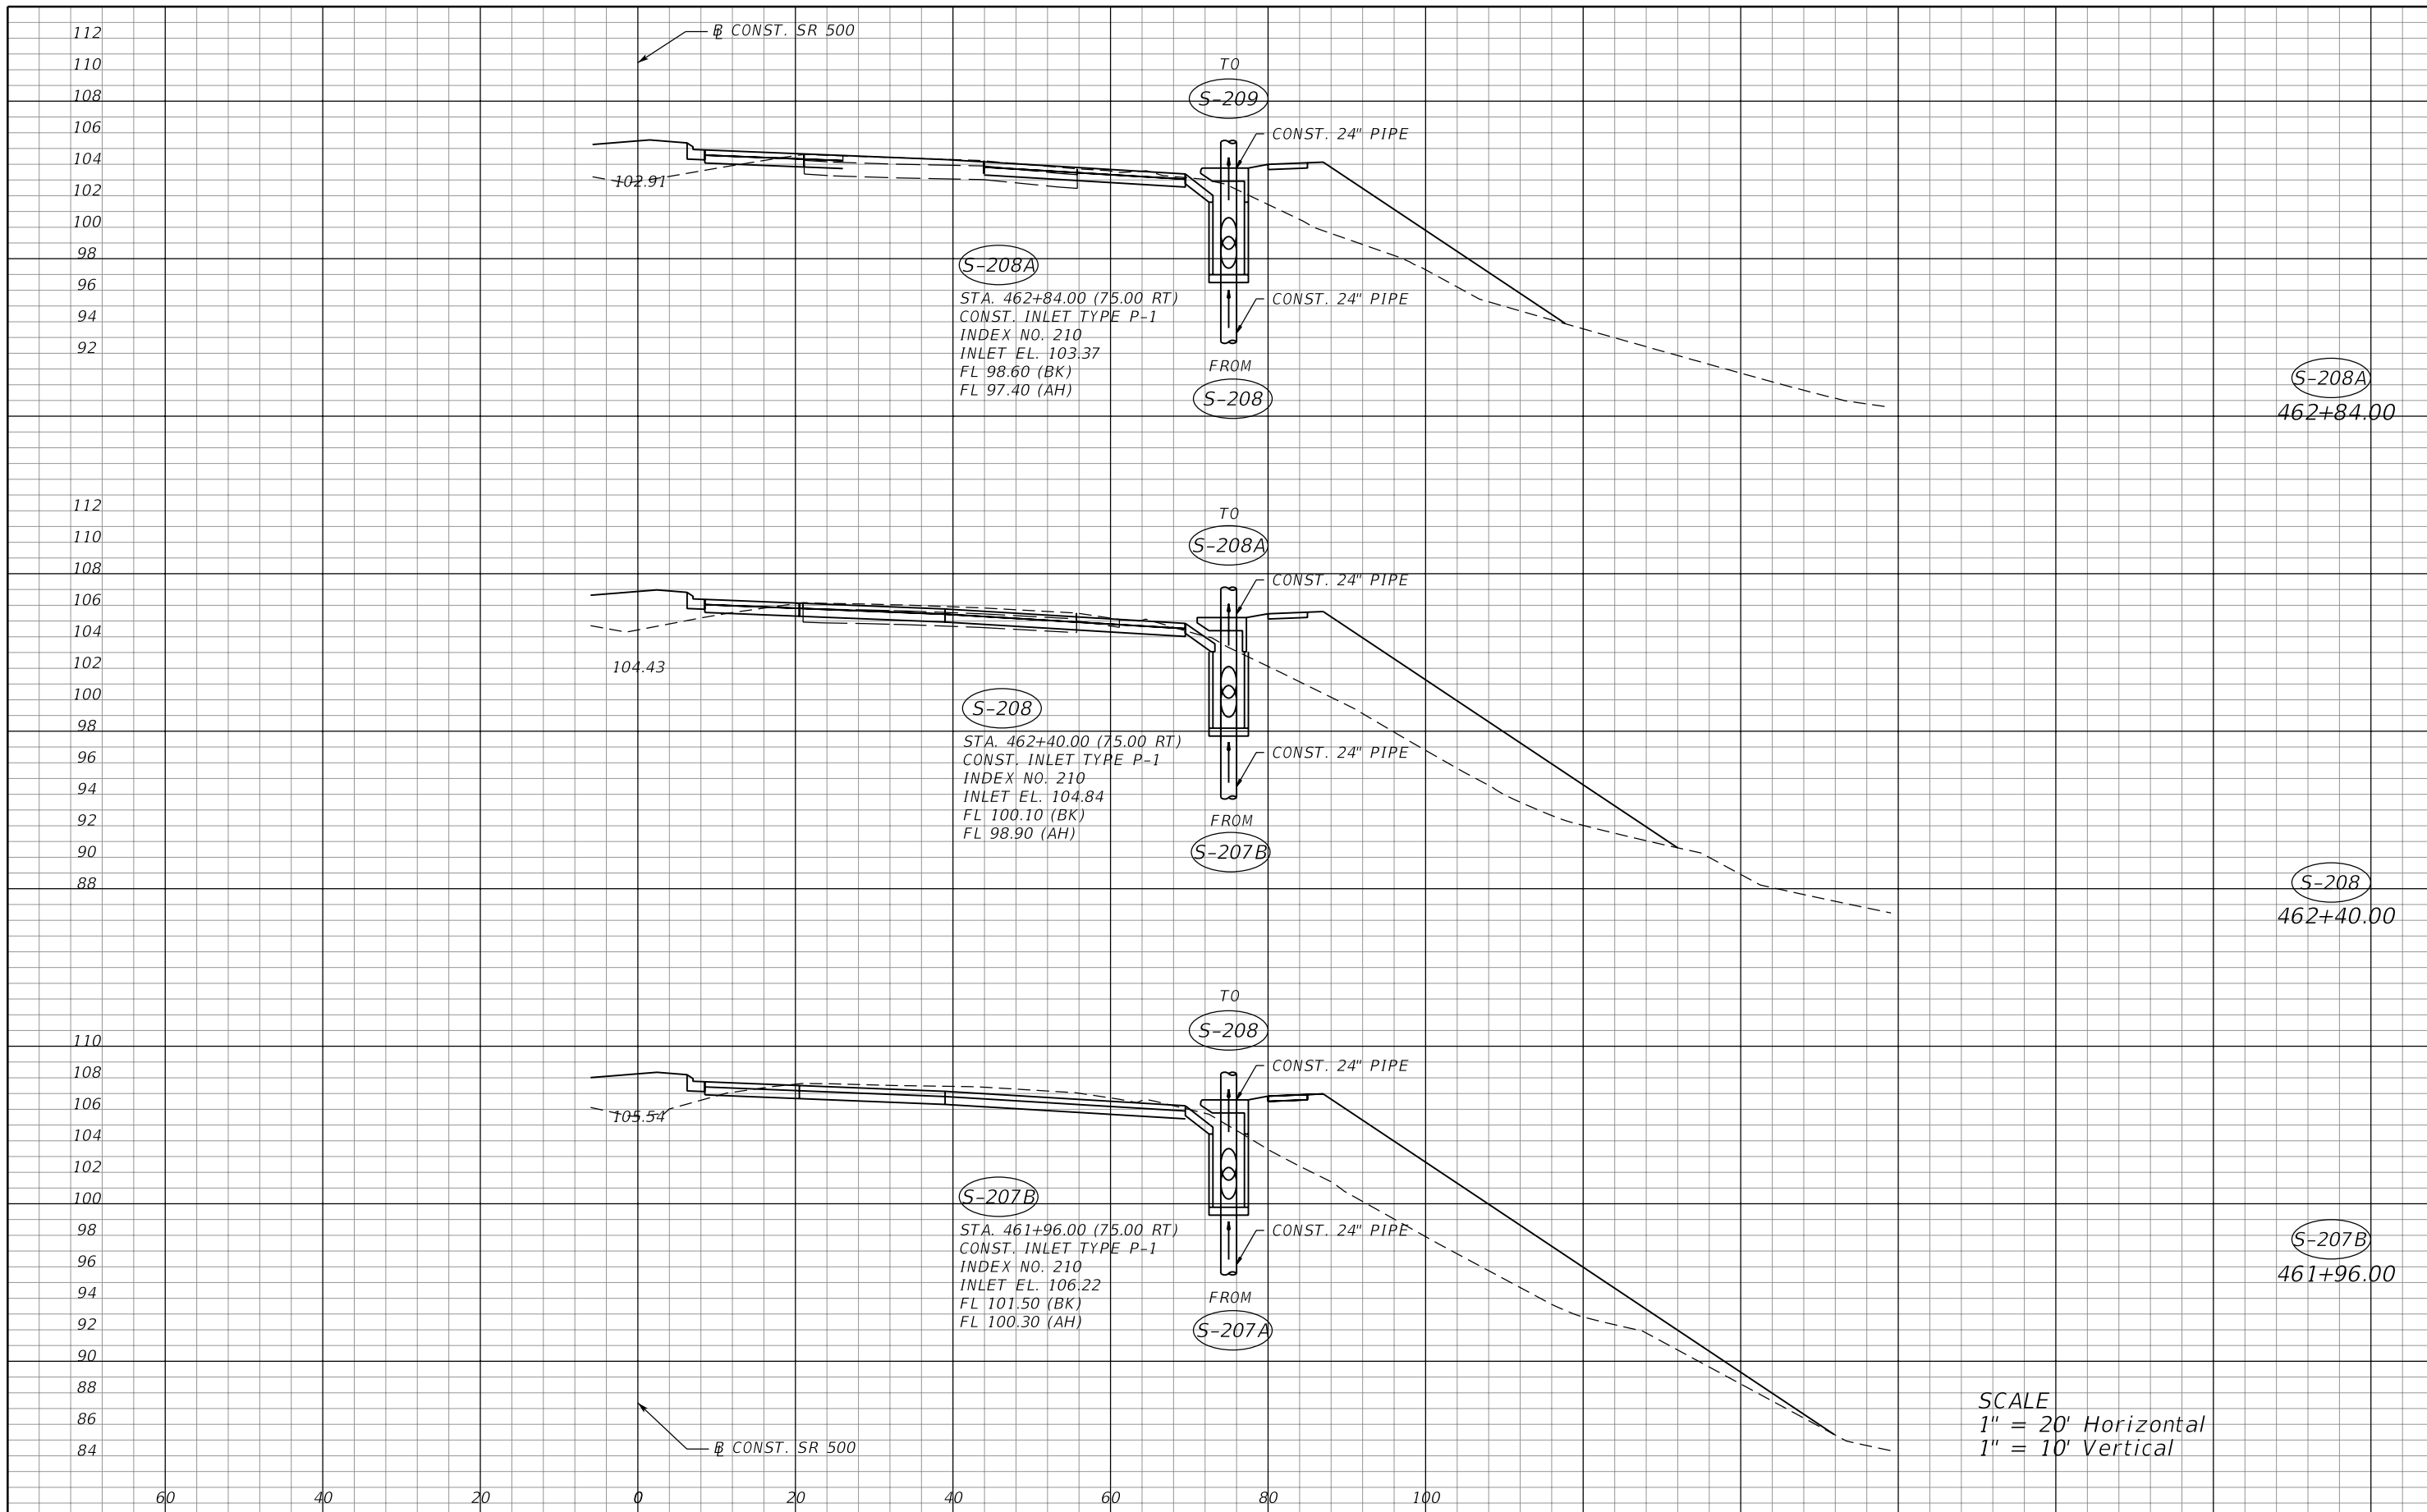 112
110
108
106
104
102
100
98
96
94
92
℄ CONST. SR 500
TO
S-209
CONST. 24" PIPE
102.91
S-208A
STA. 462+84.00 (75.00 RT)
CONST. INLET TYPE P-1
INDEX NO. 210
INLET EL. 103.37
FL 98.60 (BK)
FL 97.40 (AH)
CONST. 24" PIPE
FROM
S-208
S-208A
462+84.00
112
110
108
106
104
102
100
98
96
94
92
90
88
TO
S-208A
CONST. 24" PIPE
104.43
S-208
STA. 462+40.00 (75.00 RT)
CONST. INLET TYPE P-1
INDEX NO. 210
INLET EL. 104.84
FL 100.10 (BK)
FL 98.90 (AH)
CONST. 24" PIPE
FROM
S-207B
S-208
462+40.00
110
108
106
104
102
100
98
96
94
92
90
88
86
84
TO
S-208
CONST. 24" PIPE
105.54
S-207B
STA. 461+96.00 (75.00 RT)
CONST. INLET TYPE P-1
INDEX NO. 210
INLET EL. 106.22
FL 101.50 (BK)
FL 100.30 (AH)
CONST. 24" PIPE
FROM
S-207A
S-207B
461+96.00
℄ CONST. SR 500
SCALE
1" = 20' Horizontal
1" = 10' Vertical
60 40 20 0 20 40 60 80 100